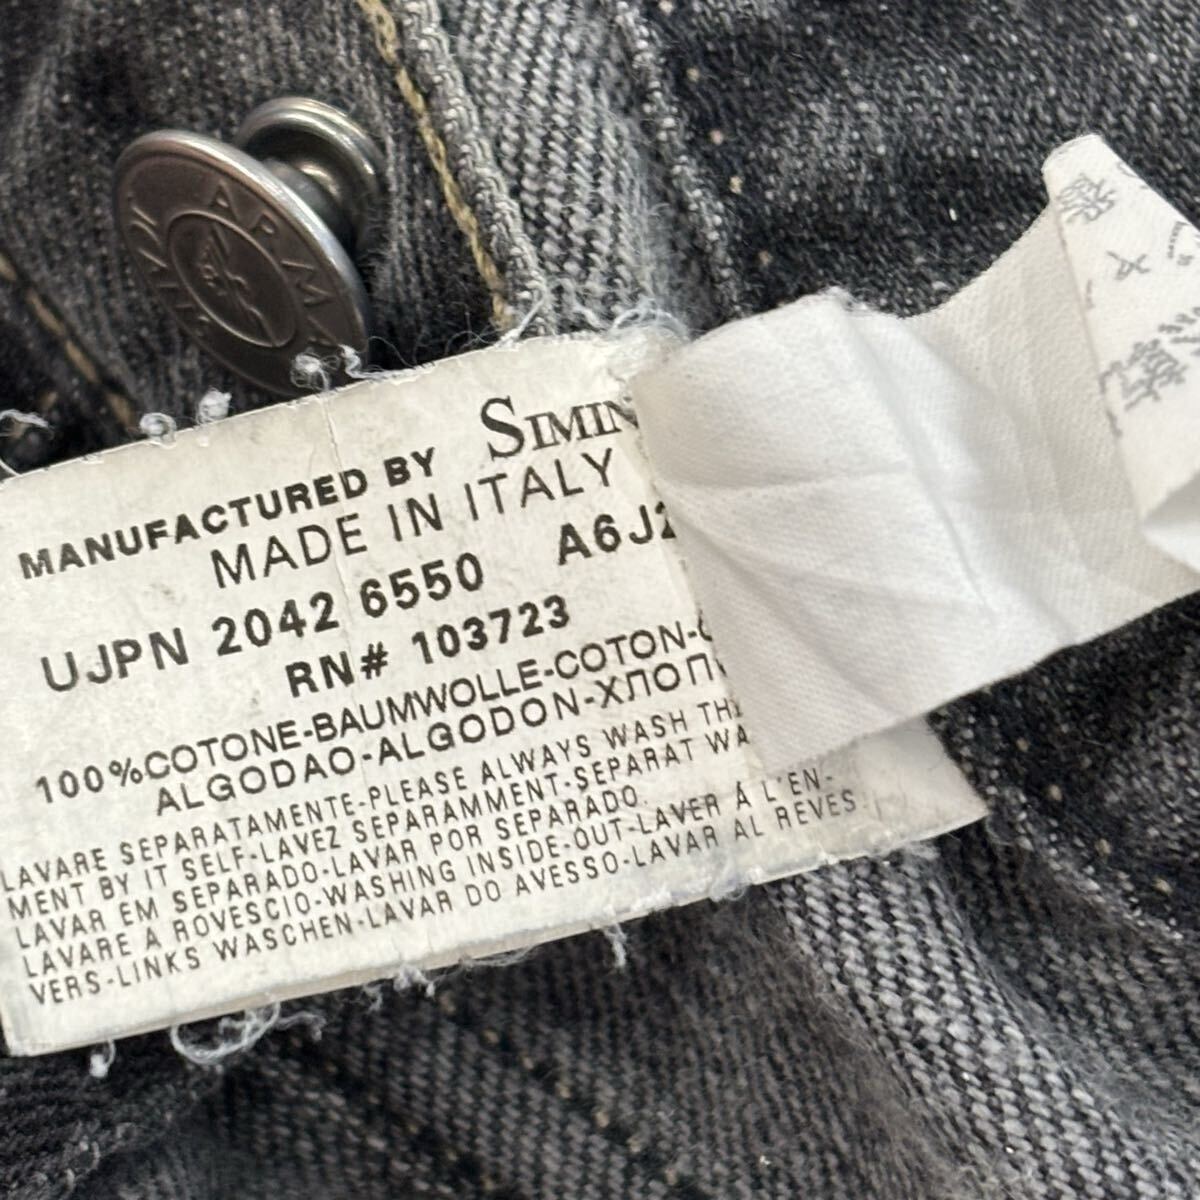 ARMANI
MANUFACTURED BY SIMIN
MADE IN ITALY
UJPN 2042 6550 A6J2
RN# 103723
100%COTONE-BAUMWOLLE-COTON-
ALGODAO-ALGODON-ΧΠΟΠ
LAVARE SEPARATAMENTE-PLEASE ALWAYS WASH THI
MENT BY IT SELF-LAVEZ SEPARAMMENT-SEPARAT WA
LAVAR EM SEPARADO-LAVAR POR SEPARADO.
LAVARE A ROVESCIO-WASHING INSIDE-OUT-LAVER Á L'EN-
VERS-LINKS WASCHEN-LAVAR DO AVESSO-LAVAR AL REVES